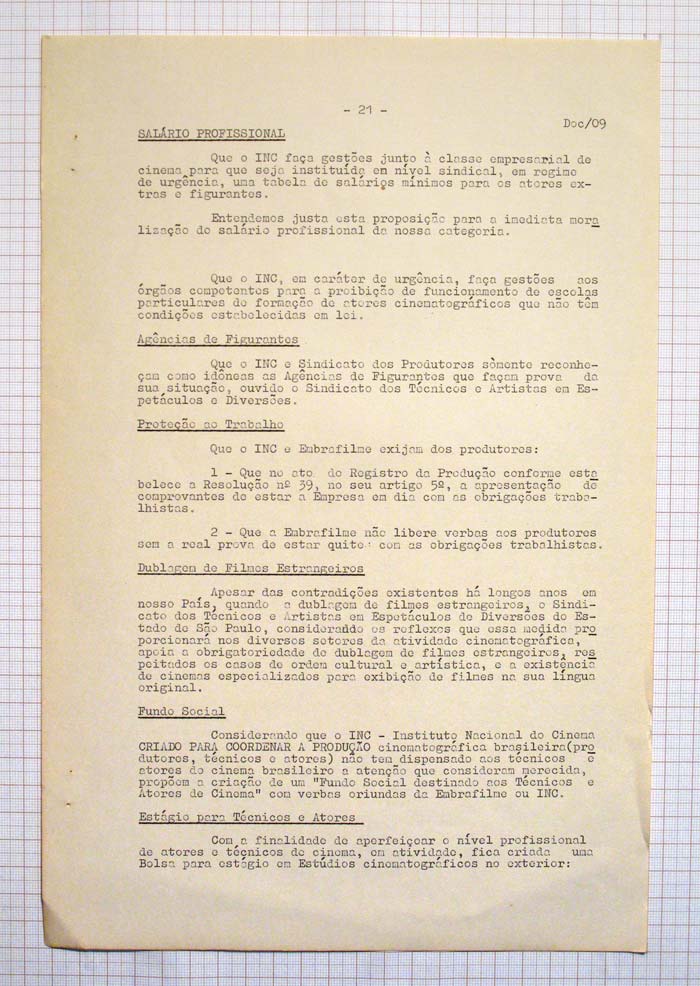 - 21 -
Doc/09
SALÁRIO PROFISSIONAL
Que o INC faça gestões junto à classe empresarial de
cinema para que seja instituída en nível sindical, em regime
de urgência, uma tabela de salários mínimos para os atores ex-
tras e figurantes.
Entendemos justa esta proposição para a imediata mora
lização do salário profissional da nossa categoria.
Que o INC, em caráter de urgência, faça gestões aos
órgãos competentes para a proibição de funcionamento de escolas
particulares de formação de atores cinematográficos que não têm
condições estabelecidas em lei.
Agências de Figurantes
Que o INC e Sindicato dos Produtores sòmente reconhe-
çam como idôneas as Agências de Figurantes que façam prova da
sua situação, ouvido o Sindicato dos Técnicos e Artistas em Es-
petáculos e Diversões.
Proteção ao Trabalho
Que o INC e Embrafilme exijam dos produtores:
1 - Que no ato do Registro da Produção conforme esta
belece a Resolução nº 39, no seu artigo 5º, a apresentação de
comprovantes de estar a Empresa em dia com as obrigações traba-
lhistas.
2 - Que a Embrafilme não libere verbas aos produtores
sem a real prova de estar quite com as obrigações trabalhistas.
Dublagem de Filmes Estrangeiros
Apesar das contradições existentes há longos anos em
nosso País, quando a dublagem de filmes estrangeiros, o Sindi-
cato dos Técnicos e Artistas em Espetáculos de Diversões do Es-
tado de São Paulo, considerando os reflexos que essa medida pro
porcionará nos diversos setores da atividade cinematográfica,
apoia a obrigatoriedade de dublagem de filmes estrangeiros, res
peitados os casos de ordem cultural e artística, e a existência
de cinemas especializados para exibição de filmes na sua língua
original.
Fundo Social
Considerando que o INC - Instituto Nacional do Cinema
CRIADO PARA COORDENAR A PRODUÇÃO cinematográfica brasileira(pro
dutores, técnicos e atores) não tem dispensado aos técnicos e
atores do cinema brasileiro a atenção que consideram merecida,
propõem a criação de um "Fundo Social destinado aos Técnicos e
Atores de Cinema" com verbas oriundas da Embrafilme ou INC.
Estágio para Técnicos e Atores
Com a finalidade de aperfeiçoar o nível profissional
de atores e técnicos de cinema, em atividade, fica criada uma
Bolsa para estágio em Estúdios cinematográficos no exterior: